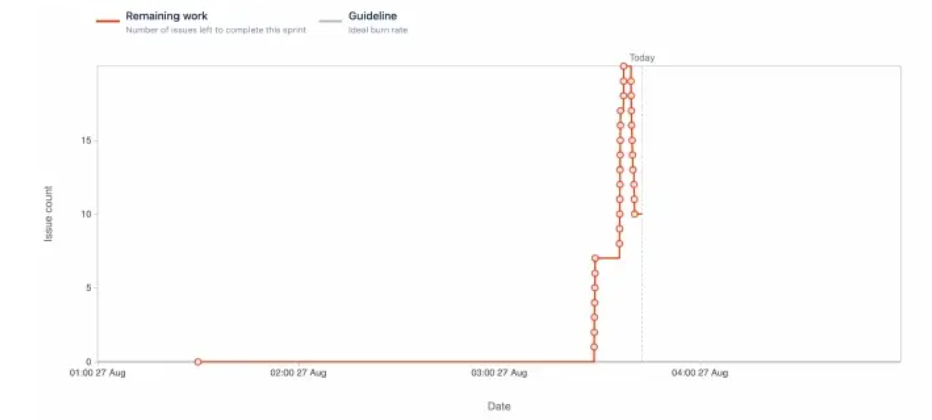 Remaining work
Number of issues left to complete this sprint
Guideline
Ideal burn rate
Today
15
10
5
0
Issue count
01:00 27 Aug
02:00 27 Aug
03:00 27 Aug
04:00 27 Aug
Date